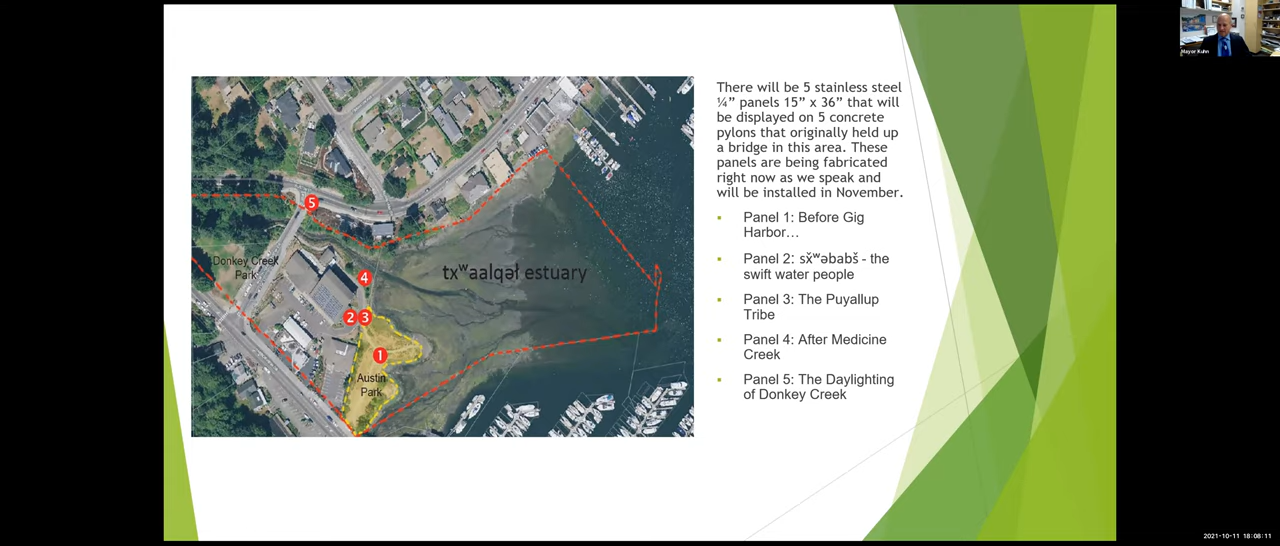 There will be 5 stainless steel
¼” panels 15” x 36” that will
be displayed on 5 concrete
pylons that originally held up
a bridge in this area. These
panels are being fabricated
right now as we speak and
will be installed in November.
Panel 1: Before Gig
Harbor…
Panel 2: sx̌ʷəbabš - the
swift water people
Panel 3: The Puyallup
Tribe
Panel 4: After Medicine
Creek
Panel 5: The Daylighting
of Donkey Creek
5
Donkey Creek
Park
txʷaalqəɫ estuary
4
2 3
1
Austin
Park
Mayor Kuhn
2021-10-11 18:08:11